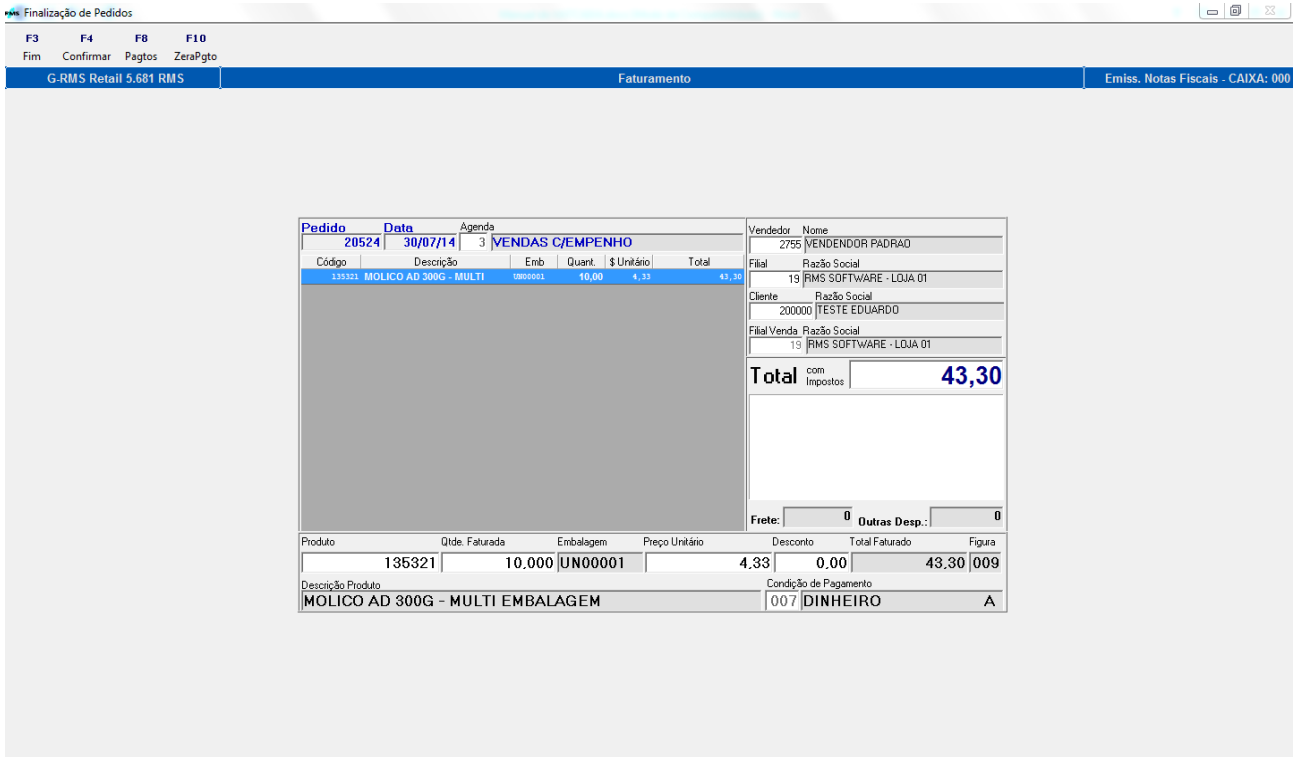 RMS Finalização de Pedidos
F3 F4 F8 F10
Fim Confirmar Pagtos ZeraPgto
G-RMS Retail 5.681 RMS Faturamento Emiss. Notas Fiscais - CAIXA: 000
Pedido Data Agenda
20524 30/07/14 3 VENDAS C/EMPENHO
Código Descrição Emb Quant. $ Unitário Total
135321 MOLICO AD 300G - MULTI UN00001 10,00 4,33 43,30
Vendedor Nome
2755 VENDENDOR PADRAO
Filial Razão Social
19 RMS SOFTWARE - LOJA 01
Cliente Razão Social
200000 TESTE EDUARDO
Filial Venda Razão Social
19 RMS SOFTWARE - LOJA 01
Total com Impostos 43,30
Frete: 0 Outras Desp.: 0
Produto Qtde. Faturada Embalagem Preço Unitário Desconto Total Faturado Figura
135321 10,000 UN00001 4,33 0,00 43,30 009
Descrição Produto Condição de Pagamento
MOLICO AD 300G - MULTI EMBALAGEM 007 DINHEIRO A